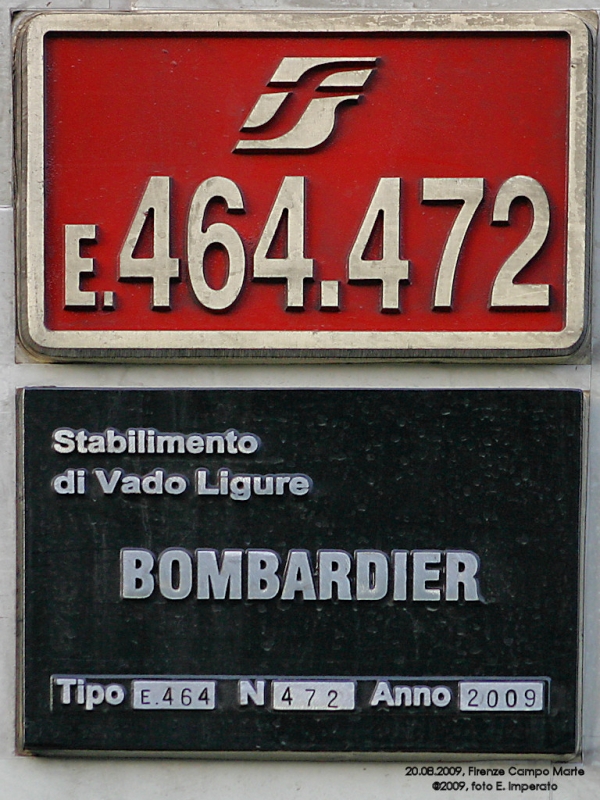 E.464.472
Stabilimento
di Vado Ligure
BOMBARDIER
Tipo E.464 N 472 Anno 2009
20.08.2009, Firenze Campo Marte
©2009, foto E. Imperato